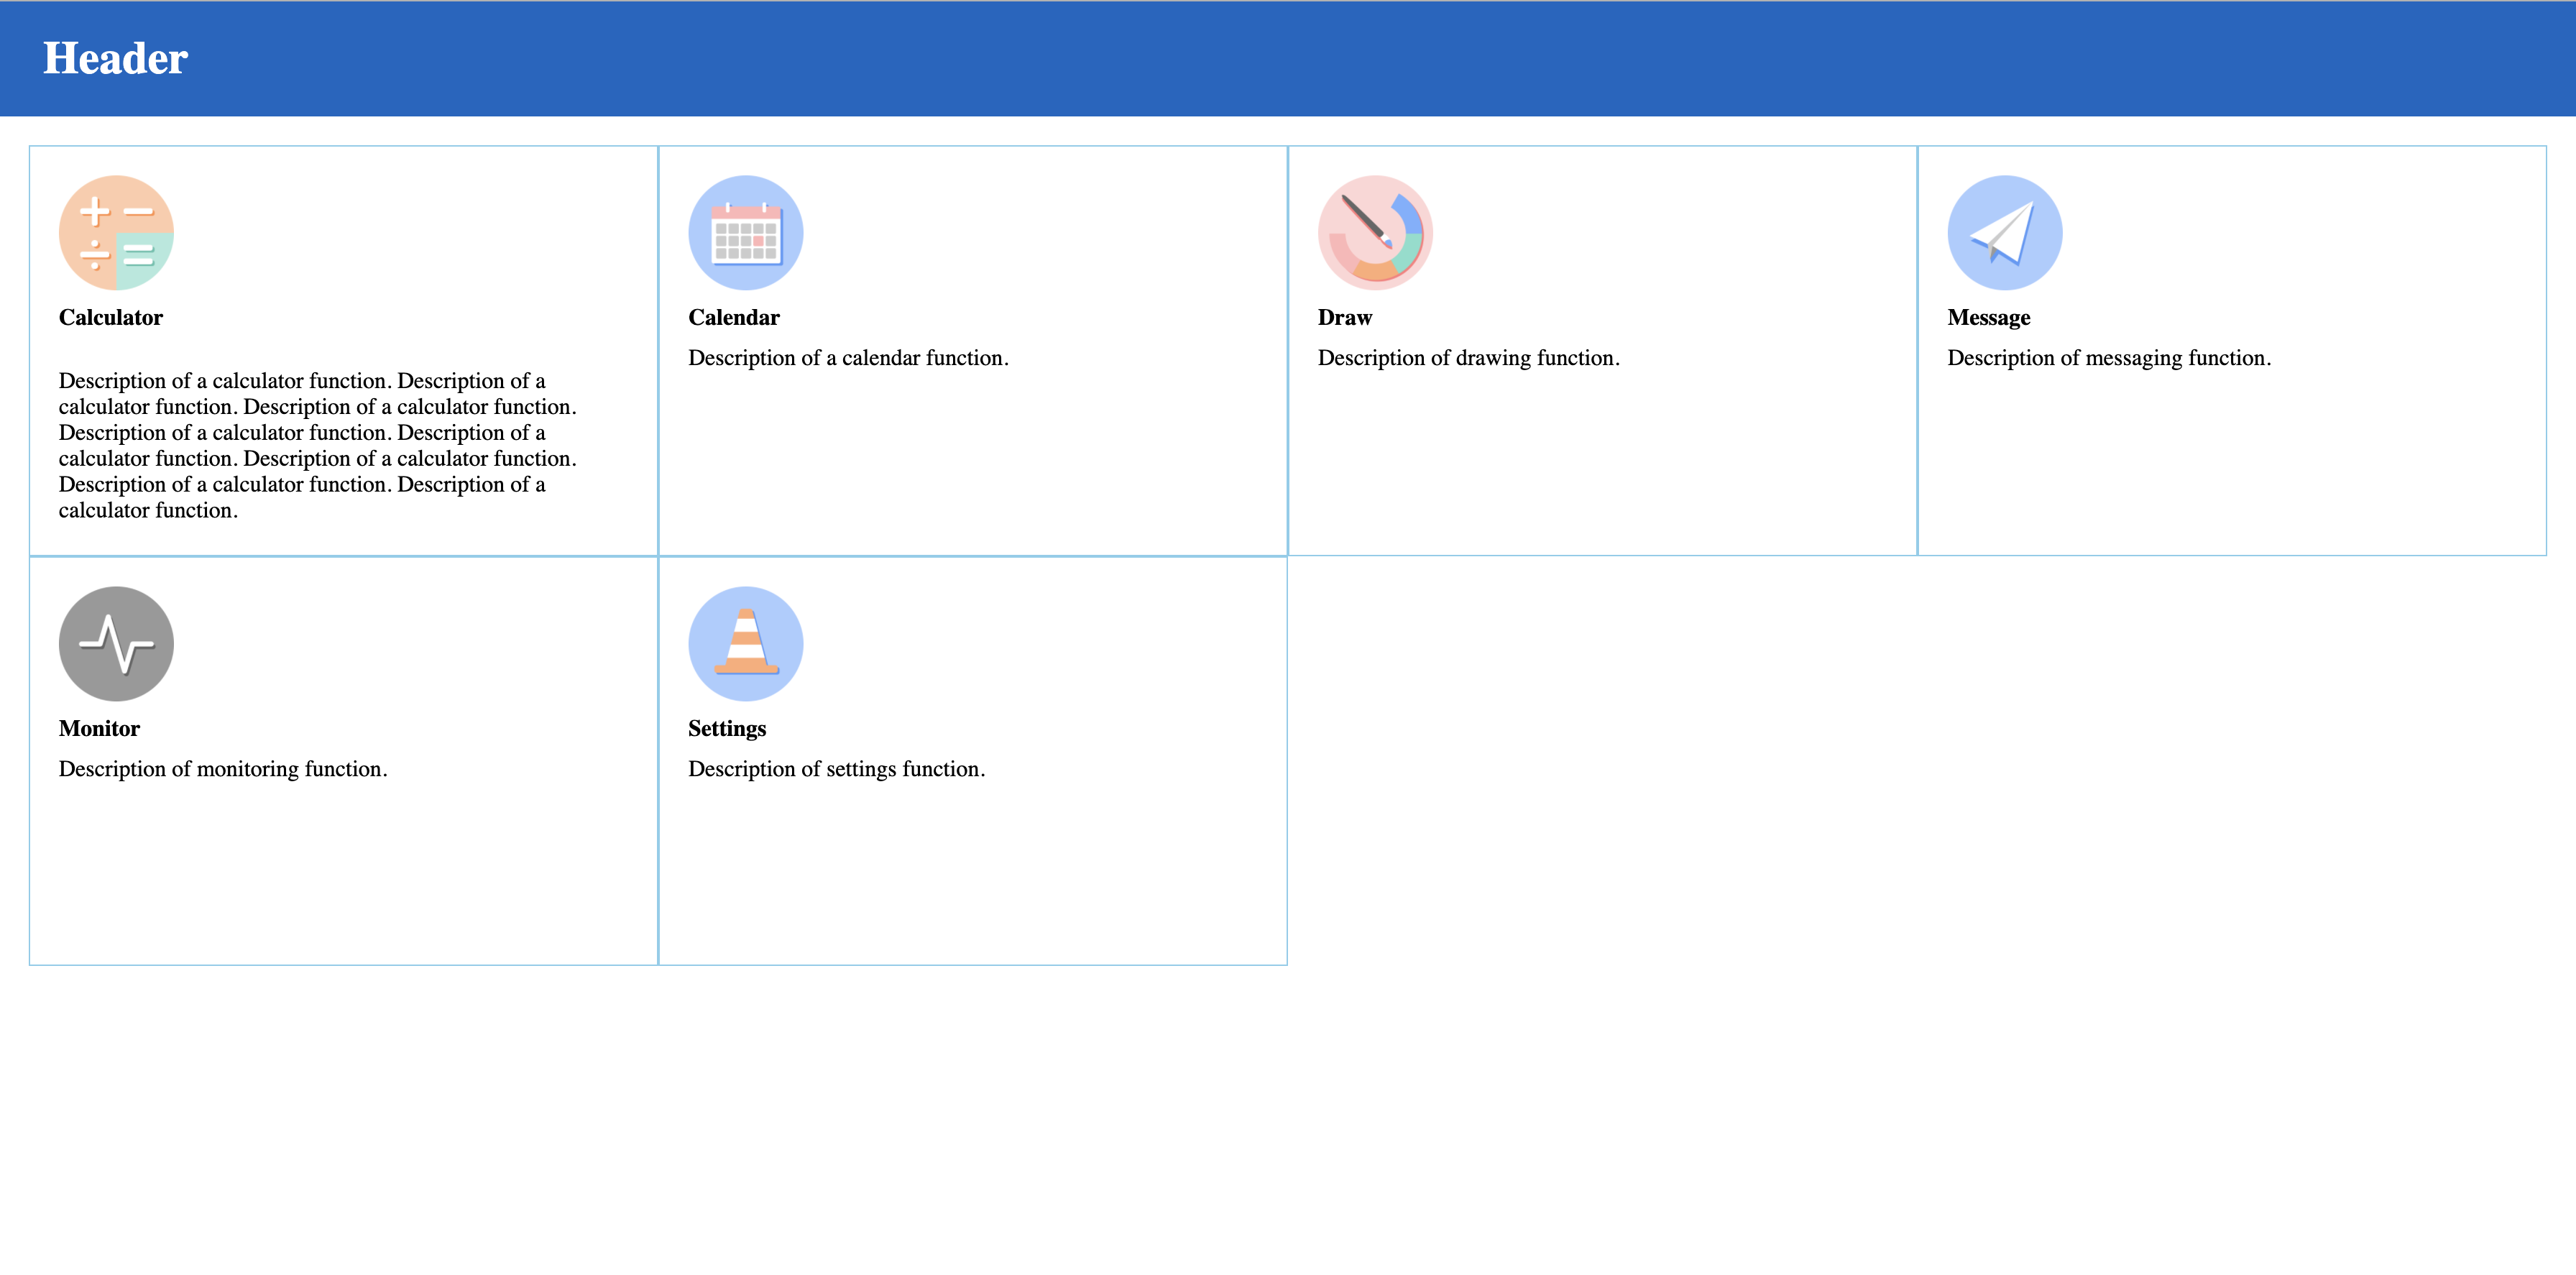 Header
Calculator
Description of a calculator function. Description of a
calculator function. Description of a calculator function.
Description of a calculator function. Description of a
calculator function. Description of a calculator function.
Description of a calculator function. Description of a
calculator function.
Calendar
Description of a calendar function.
Draw
Description of drawing function.
Message
Description of messaging function.
Monitor
Description of monitoring function.
Settings
Description of settings function.